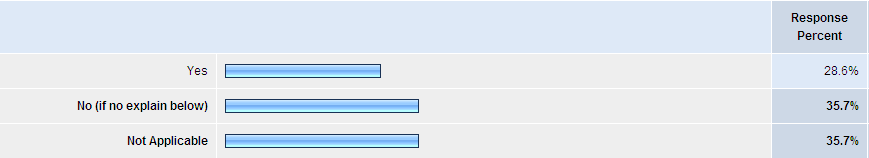 Response
Percent
Yes 28.6%
No (if no explain below) 35.7%
Not Applicable 35.7%